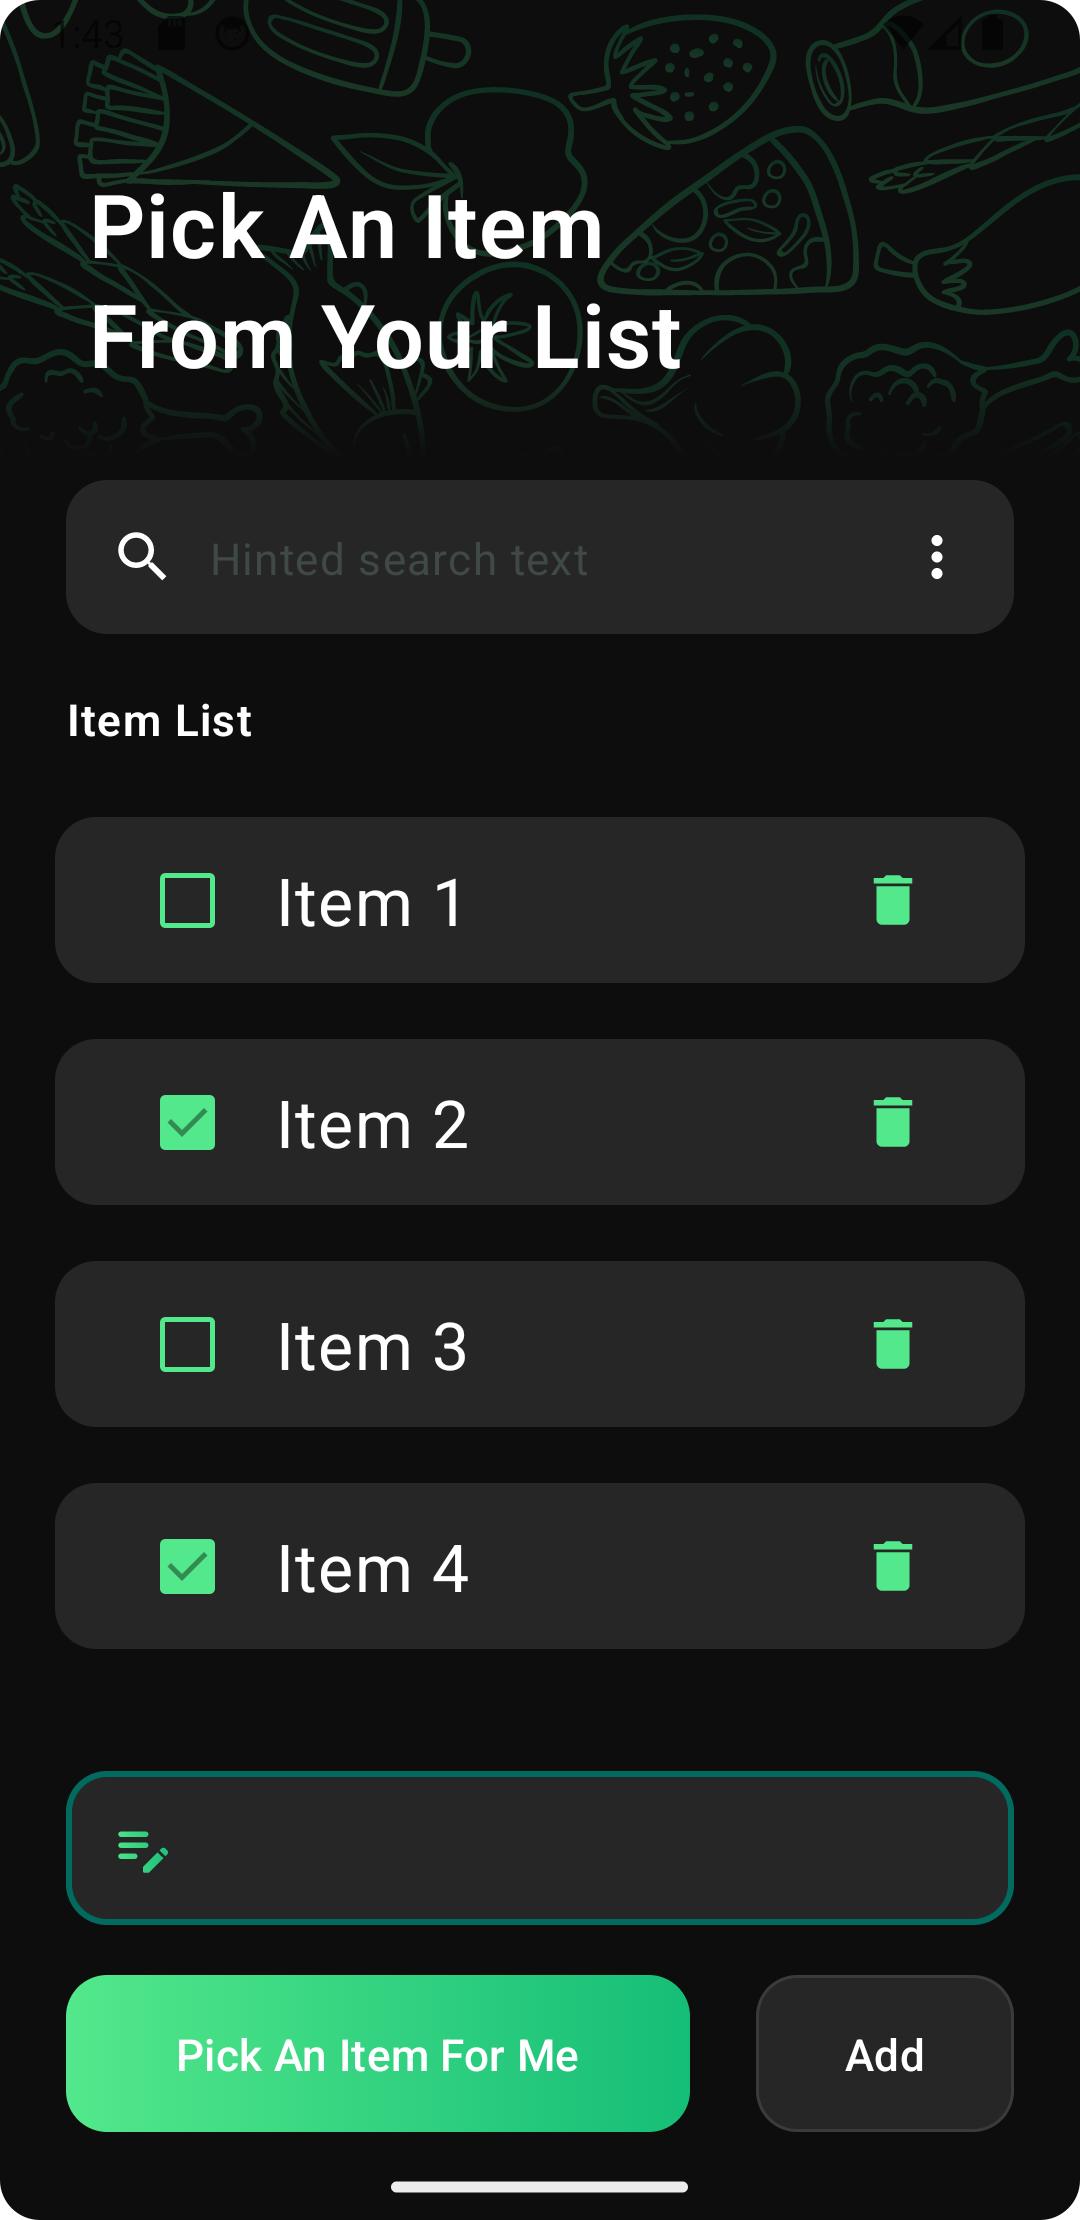 1:43
Pick An Item
From Your List
Hinted search text
Item List
Item 1
Item 2
Item 3
Item 4
Pick An Item For Me
Add